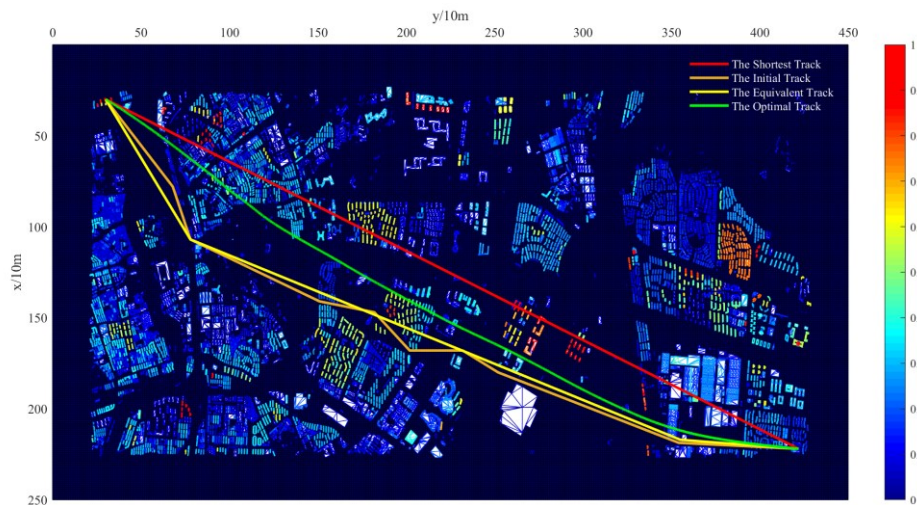 y/10m
0 50 100 150 200 250 300 350 400 450
The Shortest Track
The Initial Track
The Equivalent Track
The Optimal Track
50
100
x/10m
150
200
250
1
0
0
0
0
0
0
0
0
0
0